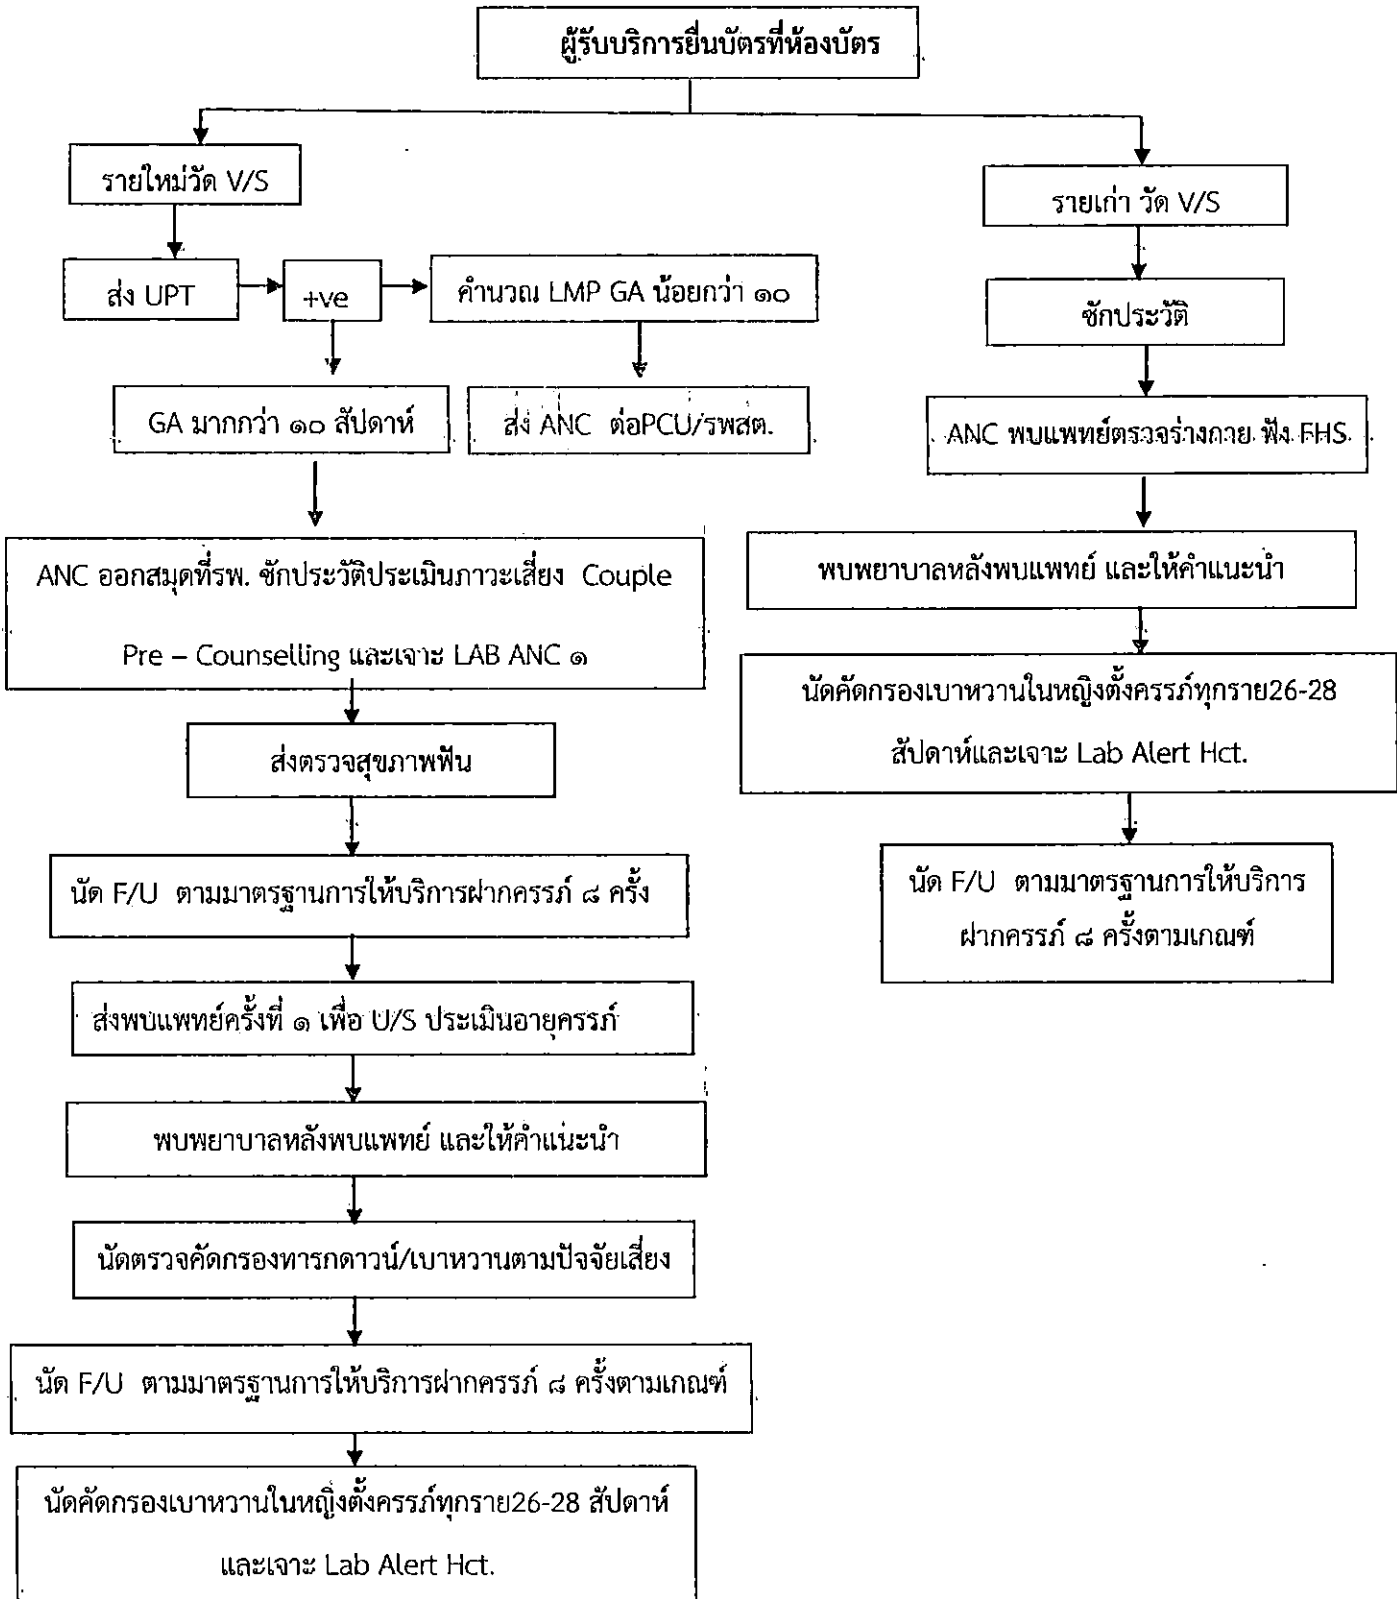 ผู้รับบริการยื่นบัตรที่ห้องบัตร
รายใหม่วัด V/S
รายเก่า วัด V/S
ส่ง UPT
+ve
คำนวณ LMP GA น้อยกว่า ๑๐
ซักประวัติ
GA มากกว่า ๑๐ สัปดาห์
ส่ง ANC ต่อPCU/รพสต.
ANC พบแพทย์ตรวจร่างกาย ฟัง FHS
ANC ออกสมุดที่รพ. ซักประวัติประเมินภาวะเสี่ยง Couple
Pre – Counselling และเจาะ LAB ANC ๑
พบพยาบาลหลังพบแพทย์ และให้คำแนะนำ
นัดคัดกรองเบาหวานในหญิงตั้งครรภ์ทุกราย26-28
สัปดาห์และเจาะ Lab Alert Hct.
ส่งตรวจสุขภาพฟัน
นัด F/U ตามมาตรฐานการให้บริการฝากครรภ์ ๘ ครั้ง
นัด F/U ตามมาตรฐานการให้บริการ
ฝากครรภ์ ๘ ครั้งตามเกณฑ์
ส่งพบแพทย์ครั้งที่ ๑ เพื่อ U/S ประเมินอายุครรภ์
พบพยาบาลหลังพบแพทย์ และให้คำแนะนำ
นัดตรวจคัดกรองทารกดาวน์/เบาหวานตามปัจจัยเสี่ยง
นัด F/U ตามมาตรฐานการให้บริการฝากครรภ์ ๘ ครั้งตามเกณฑ์
นัดคัดกรองเบาหวานในหญิงตั้งครรภ์ทุกราย26-28 สัปดาห์
และเจาะ Lab Alert Hct.